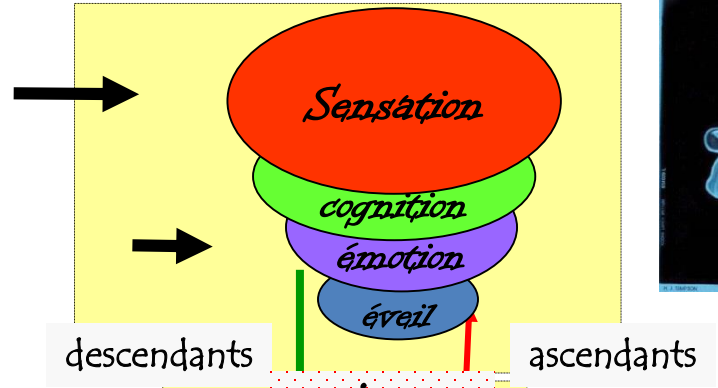 Sensation
cognition
émotion
éveil
descendants
ascendants